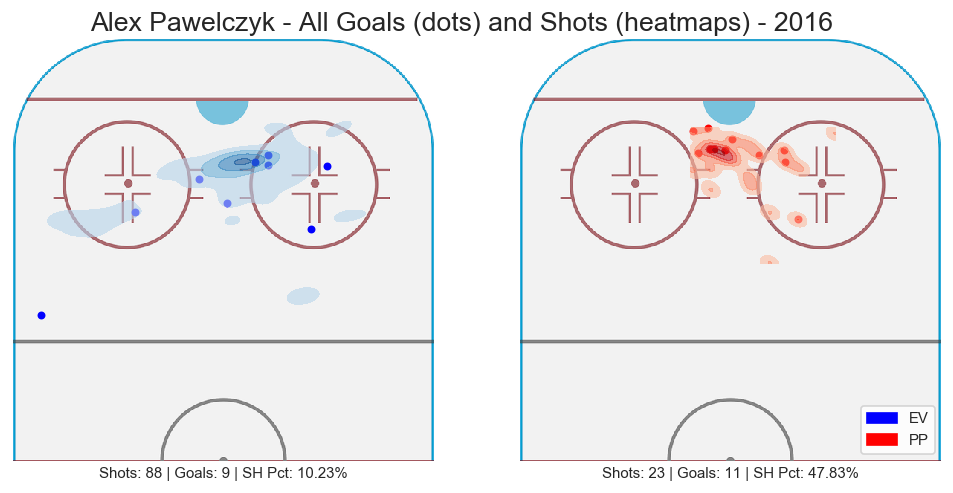 Alex Pawelczyk - All Goals (dots) and Shots (heatmaps) - 2016
EV
PP
Shots: 88 | Goals: 9 | SH Pct: 10.23%
Shots: 23 | Goals: 11 | SH Pct: 47.83%